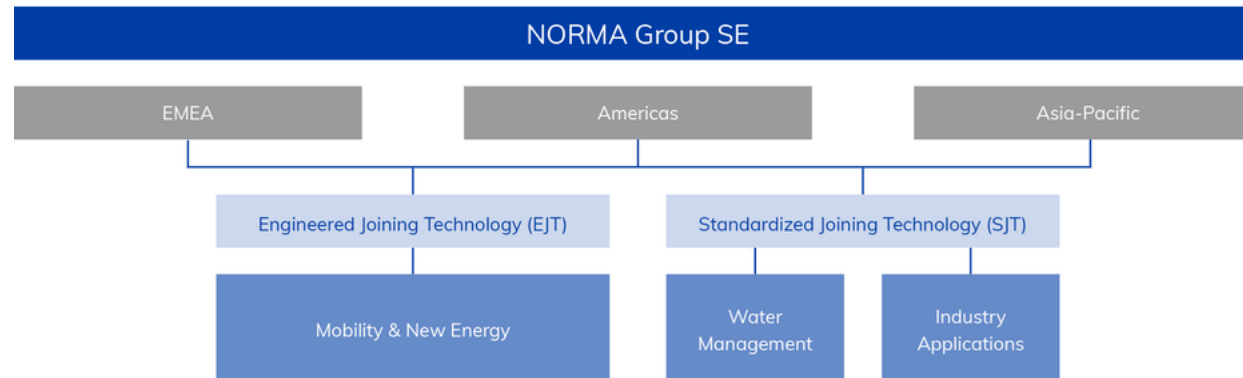 NORMA Group SE
EMEA
Americas
Asia-Pacific
Engineered Joining Technology (EJT)
Standardized Joining Technology (SJT)
Mobility & New Energy
Water
Management
Industry
Applications